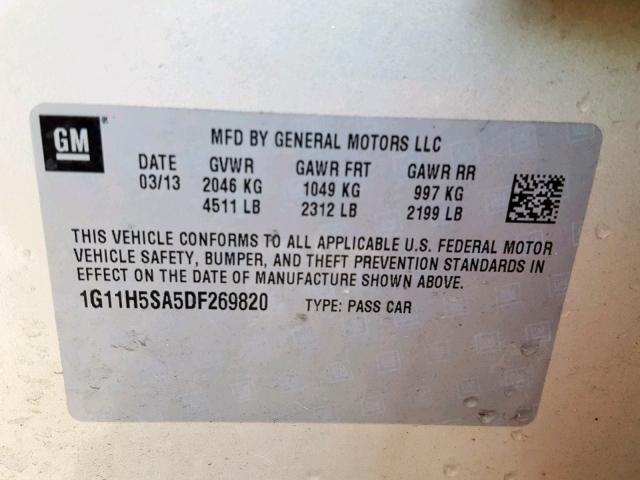 GM
MFD BY GENERAL MOTORS LLC
DATE GVWR GAWR FRT GAWR RR
03/13 2046 KG 1049 KG 997 KG
4511 LB 2312 LB 2199 LB
THIS VEHICLE CONFORMS TO ALL APPLICABLE U.S. FEDERAL MOTOR
VEHICLE SAFETY, BUMPER, AND THEFT PREVENTION STANDARDS IN
EFFECT ON THE DATE OF MANUFACTURE SHOWN ABOVE.
1G11H5SA5DF269820 TYPE: PASS CAR